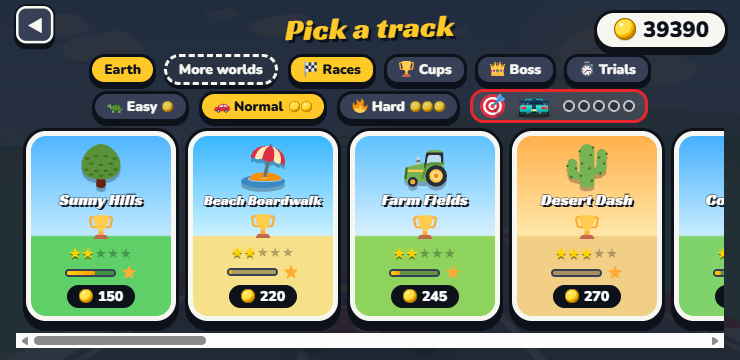 Pick a track
39390
Earth
More worlds
Races
Cups
Boss
Trials
Easy
Normal
Hard
Sunny Hills
Beach Boardwalk
Farm Fields
Desert Dash
Co
150
220
245
270